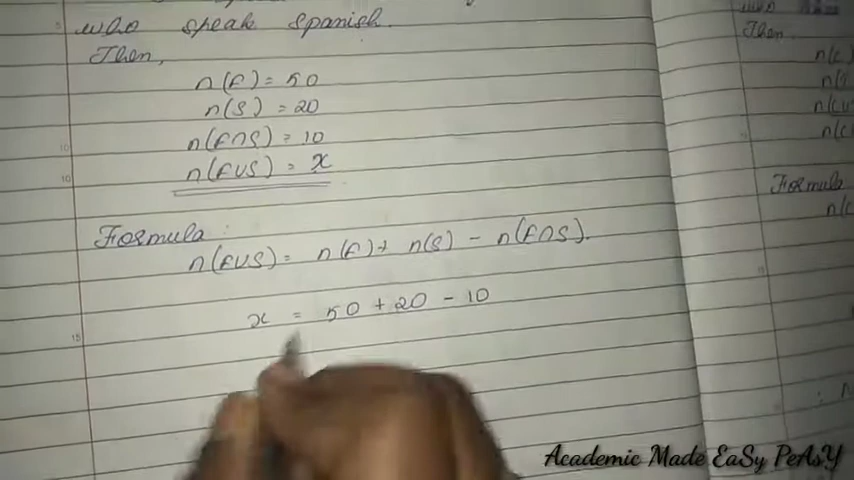 who speak Spanish.
Then,
n(F) = 50
n(S) = 20
n(F∩S) = 10
n(F∪S) = x
Formula :
n(F∪S) = n(F) + n(S) - n(F∩S).
x = 50 + 20 - 10
Then.
n(c)
Formula
n(c
Academic Made EaSy PeAsY